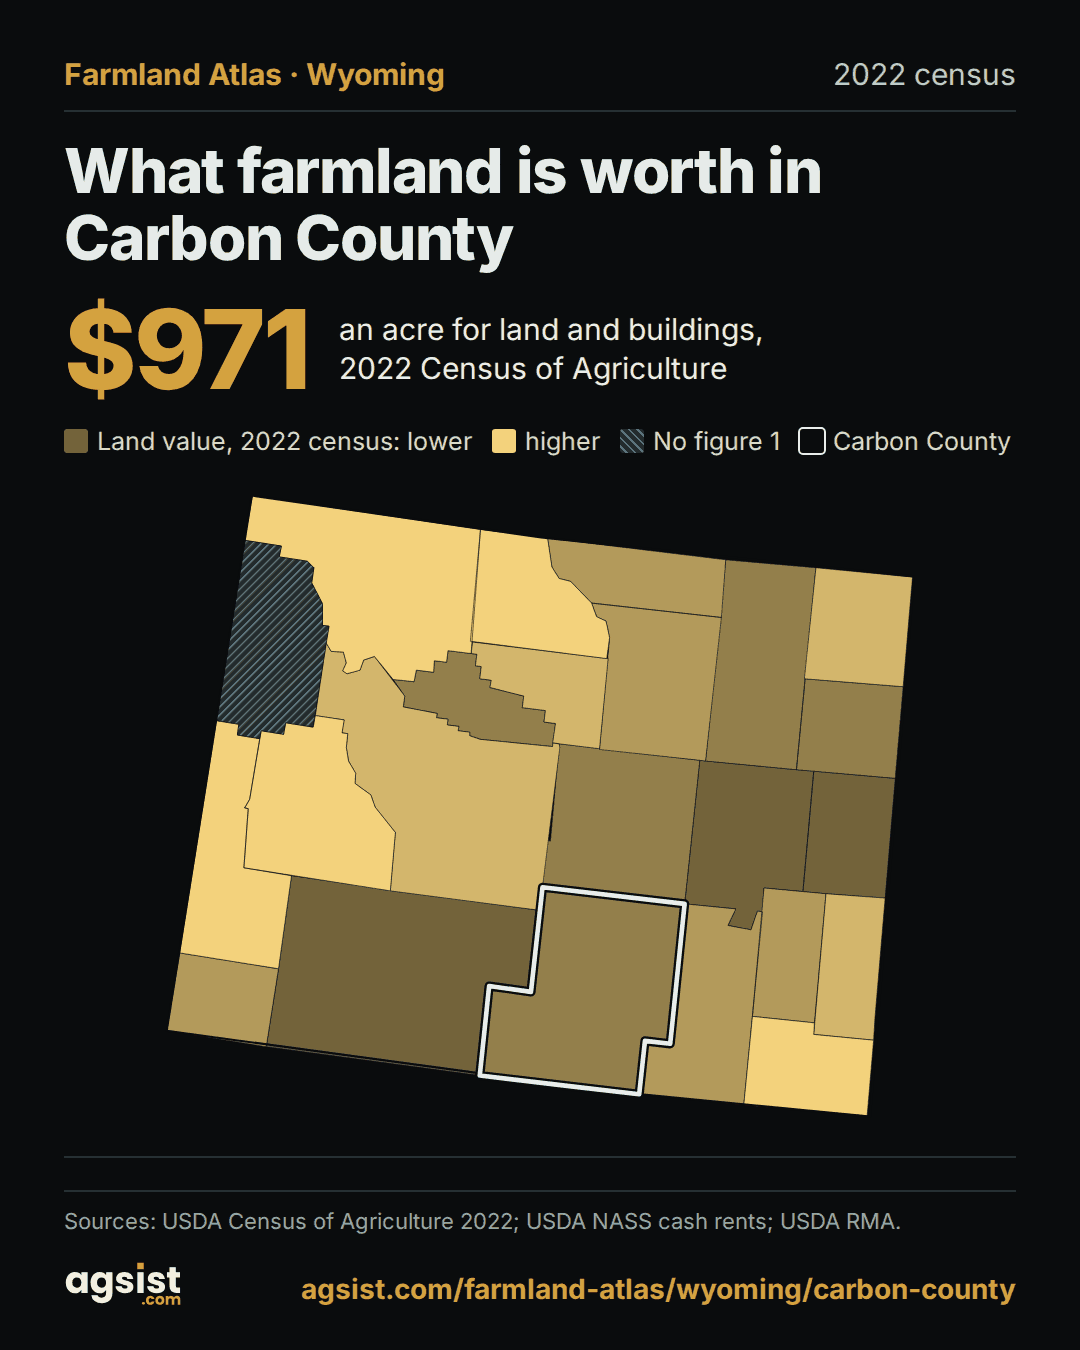 Farmland Atlas · Wyoming
2022 census
What farmland is worth in
Carbon County
$971
an acre for land and buildings,
2022 Census of Agriculture
Land value, 2022 census: lower
higher
No figure 1
Carbon County
Sources: USDA Census of Agriculture 2022; USDA NASS cash rents; USDA RMA.
agsist
.com
agsist.com/farmland-atlas/wyoming/carbon-county